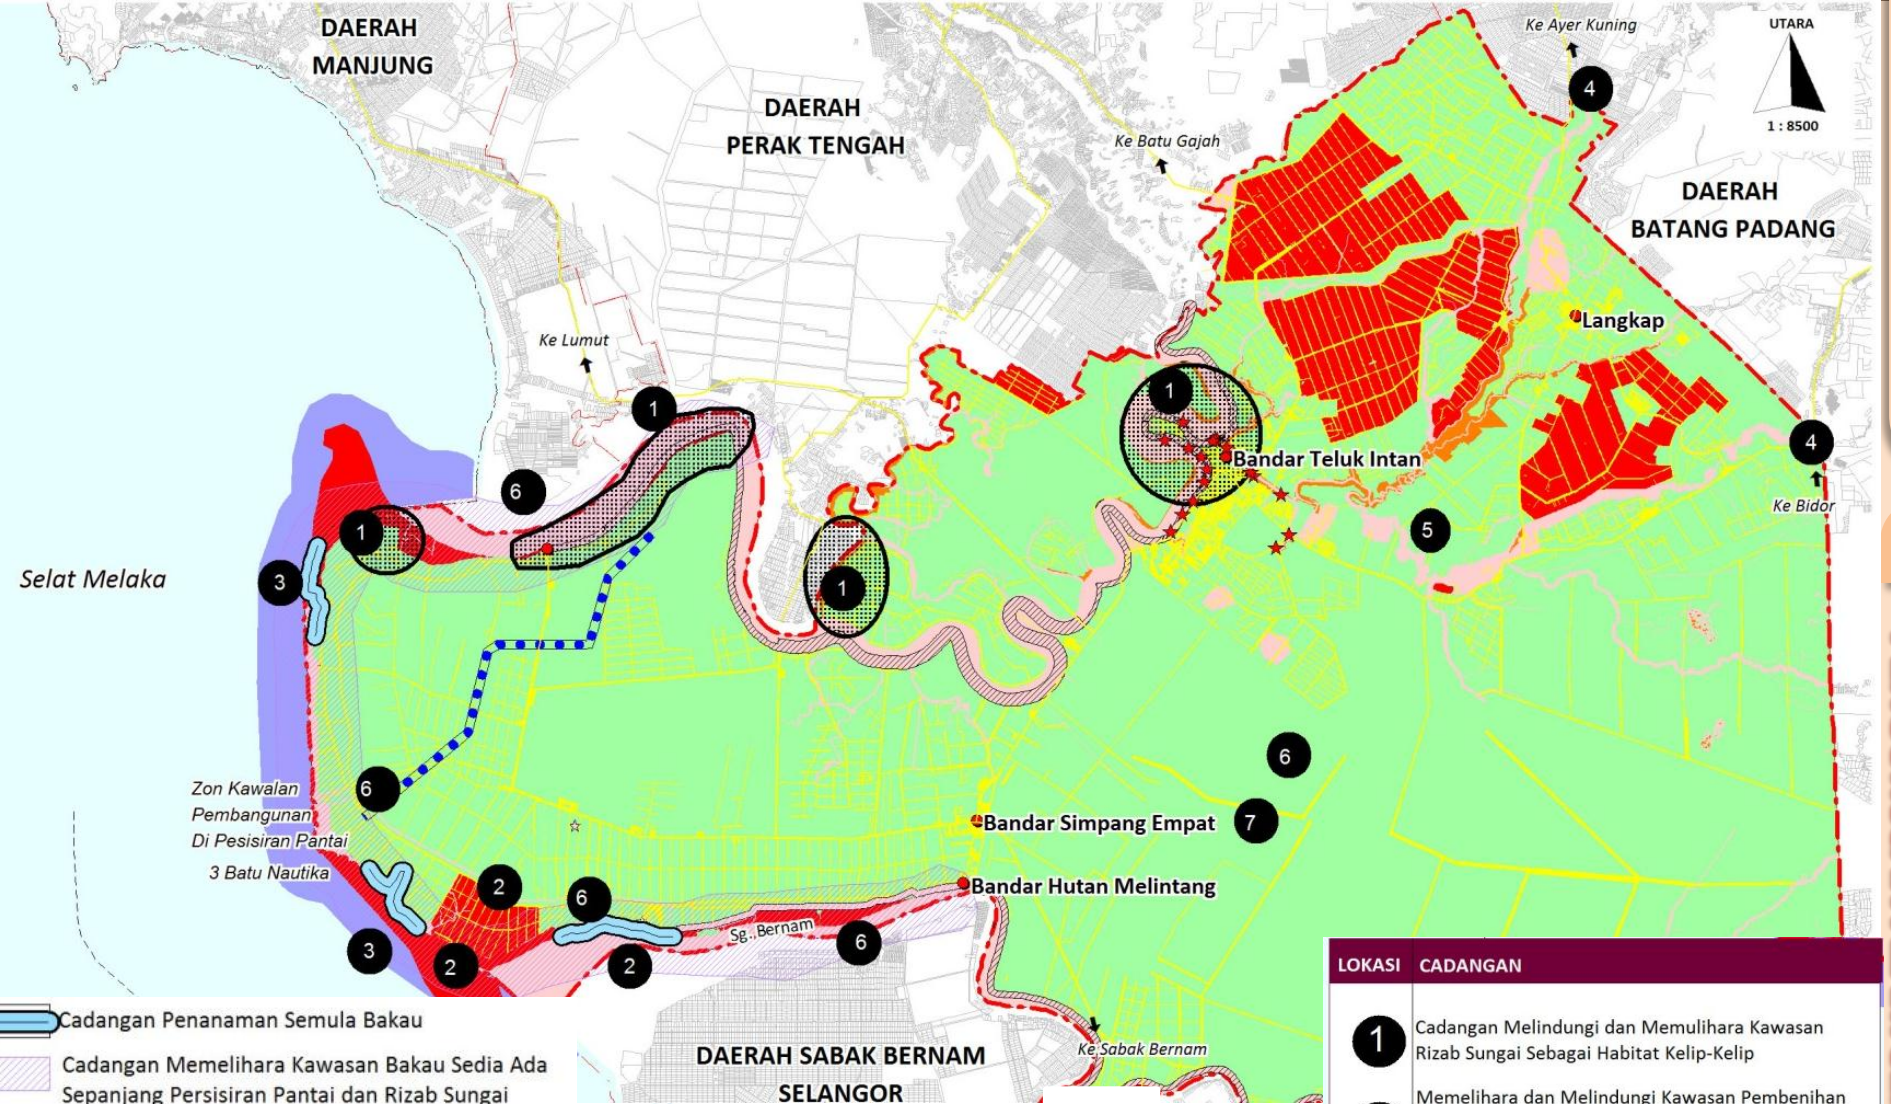 DAERAH
MANJUNG
DAERAH
PERAK TENGAH
Ke Ayer Kuning
UTARA
1 : 8500
4
Ke Batu Gajah
DAERAH
BATANG PADANG
Ke Lumut
Langkap
1
1
4
Bandar Teluk Intan
Ke Bidor
6
1
5
3
1
Selat Melaka
6
6
Zon Kawalan
Pembangunan
Di Pesisiran Pantai
3 Batu Nautika
Bandar Simpang Empat
7
2
6
Bandar Hutan Melintang
Sg. Bernam
3
2
2
6
LOKASI CADANGAN
Cadangan Penanaman Semula Bakau
Cadangan Memelihara Kawasan Bakau Sedia Ada
Sepanjang Persisiran Pantai dan Rizab Sungai
DAERAH SABAK BERNAM
SELANGOR
Ke Sabak Bernam
1 Cadangan Melindungi dan Memulihara Kawasan
Rizab Sungai Sebagai Habitat Kelip-Kelip
Memelihara dan Melindungi Kawasan Pembenihan